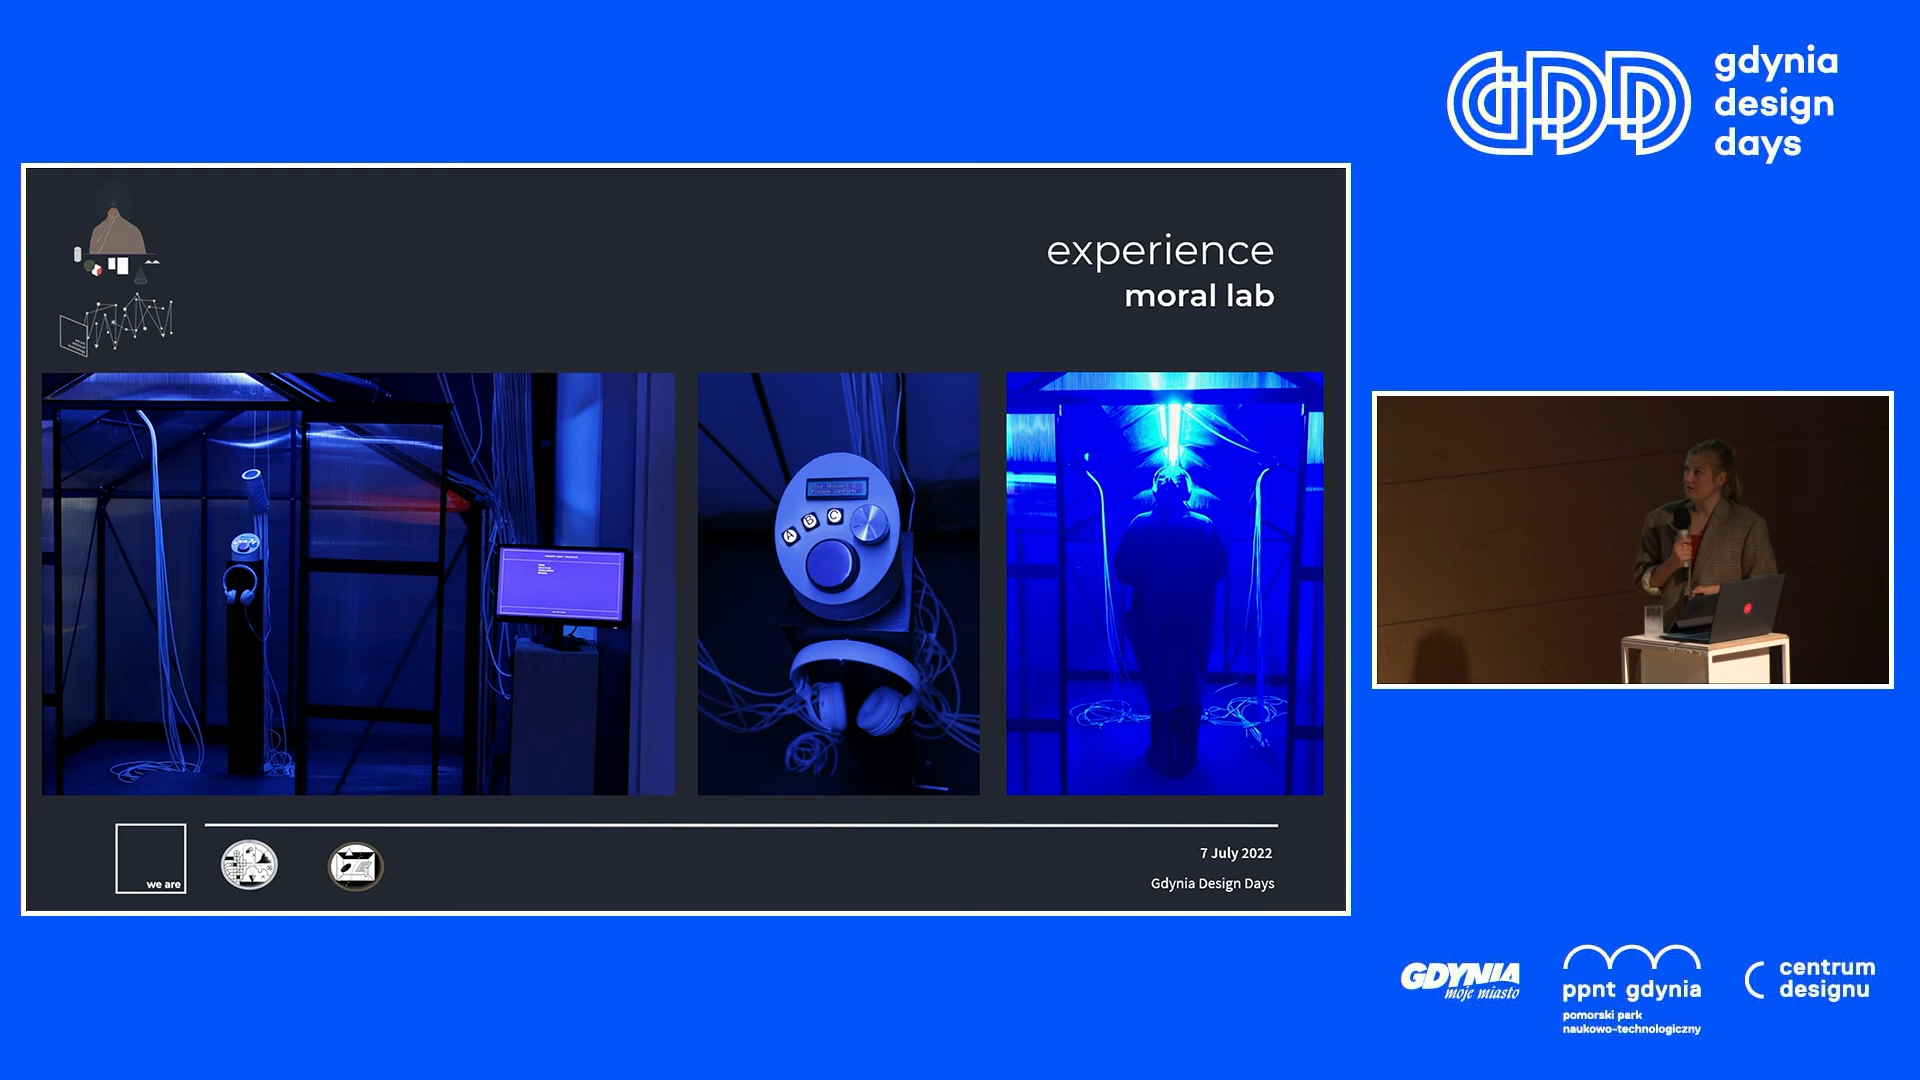 gdynia
design
days
experience
moral lab
A B C
we are
7 July 2022
Gdynia Design Days
GDYNIA
moje miasto
ppnt gdynia
pomorski park
naukowo-technologiczny
centrum
designu